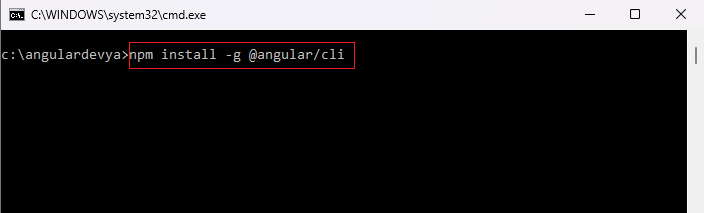 C:\WINDOWS\system32\cmd.exe
c:\angulardevya>npm install -g @angular/cli